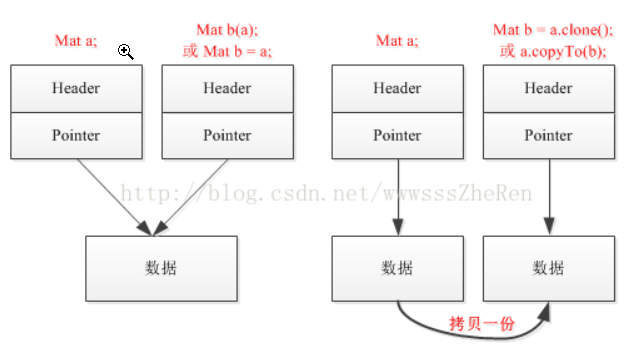 Mat a;
Mat b(a);
或 Mat b = a;
Mat a;
Mat b = a.clone();
或 a.copyTo(b);
Header
Header
Header
Header
Pointer
Pointer
Pointer
Pointer
http://blog.csdn.net/wwwsssZheRen
数据
数据
数据
拷贝一份